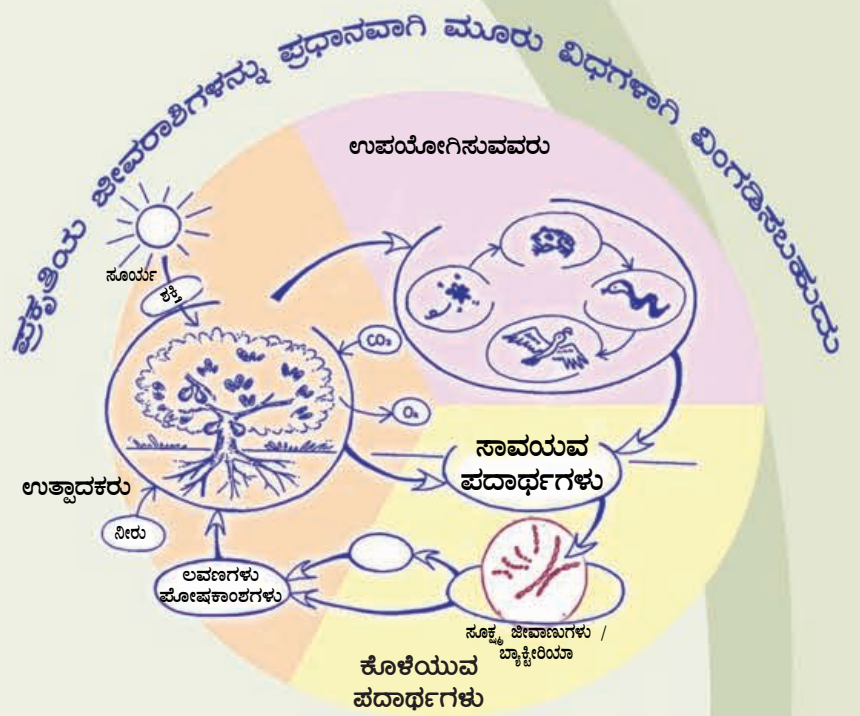 ಪ್ರಕೃತಿಯ ಜೀವರಾಶಿಗಳನ್ನು ಪ್ರಧಾನವಾಗಿ ಮೂರು ವಿಧಗಳಾಗಿ ವಿಂಗಡಿಸಬಹುದು
ಉಪಯೋಗಿಸುವವರು
ಸೂರ್ಯ
ಶಕ್ತಿ
CO₂
O₂
ಉತ್ಪಾದಕರು
ನೀರು
ಸಾವಯವ
ಪದಾರ್ಥಗಳು
ಲವಣಗಳು
ಪೋಷಕಾಂಶಗಳು
ಸೂಕ್ಷ್ಮ ಜೀವಾಣುಗಳು /
ಬ್ಯಾಕ್ಟೀರಿಯಾ
ಕೊಳೆಯುವ
ಪದಾರ್ಥಗಳು